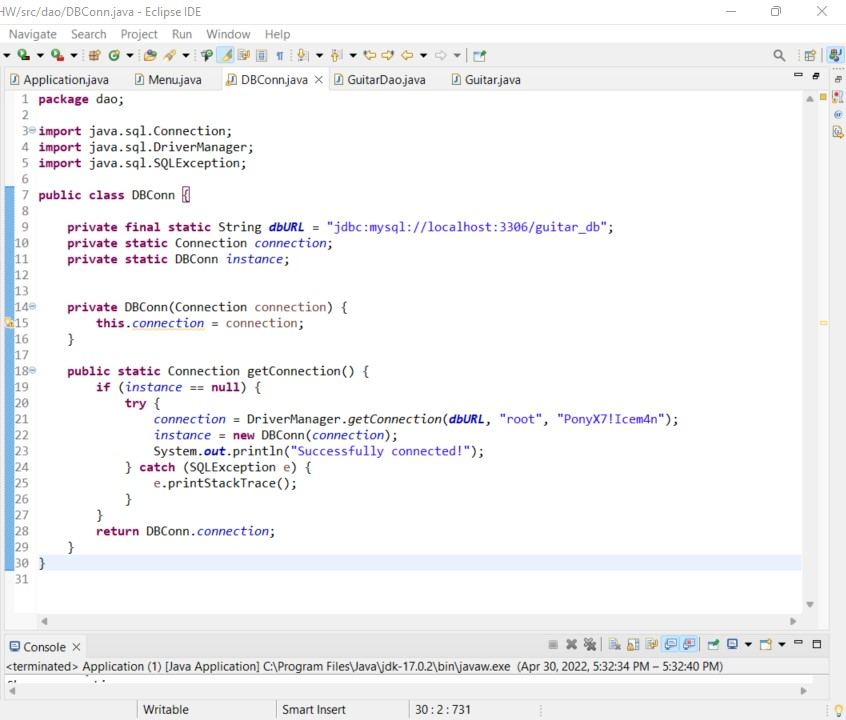 HW/src/dao/DBConn.java - Eclipse IDE
Navigate Search Project Run Window Help
Application.java Menu.java DBConn.java GuitarDao.java Guitar.java
1 package dao;
2
3 import java.sql.Connection;
4 import java.sql.DriverManager;
5 import java.sql.SQLException;
6
7 public class DBConn {
8
9 private final static String dbURL = "jdbc:mysql://localhost:3306/guitar_db";
10 private static Connection connection;
11 private static DBConn instance;
12
13
14 private DBConn(Connection connection) {
15 this.connection = connection;
16 }
17
18 public static Connection getConnection() {
19 if (instance == null) {
20 try {
21 connection = DriverManager.getConnection(dbURL, "root", "PonyX7!Icem4n");
22 instance = new DBConn(connection);
23 System.out.println("Successfully connected!");
24 } catch (SQLException e) {
25 e.printStackTrace();
26 }
27 }
28 return DBConn.connection;
29 }
30 }
31
Console
<terminated> Application (1) [Java Application] C:\Program Files\Java\jdk-17.0.2\bin\javaw.exe (Apr 30, 2022, 5:32:34 PM – 5:32:40 PM)
Writable Smart Insert 30 : 2 : 731